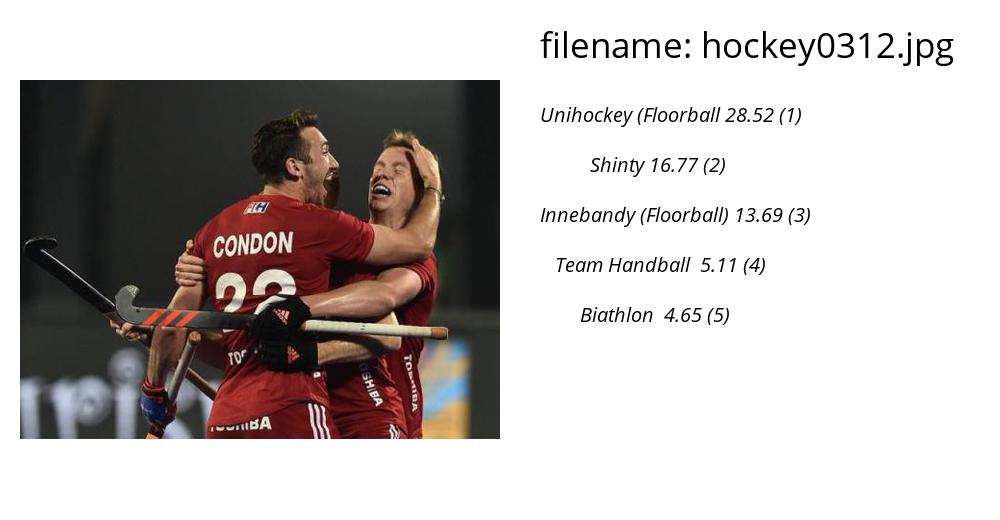 filename: hockey0312.jpg
Unihockey (Floorball 28.52 (1)
Shinty 16.77 (2)
Innebandy (Floorball) 13.69 (3)
Team Handball 5.11 (4)
Biathlon 4.65 (5)
CONDON
22
TOSHIBA
TOSHIBA
TOSHIBA